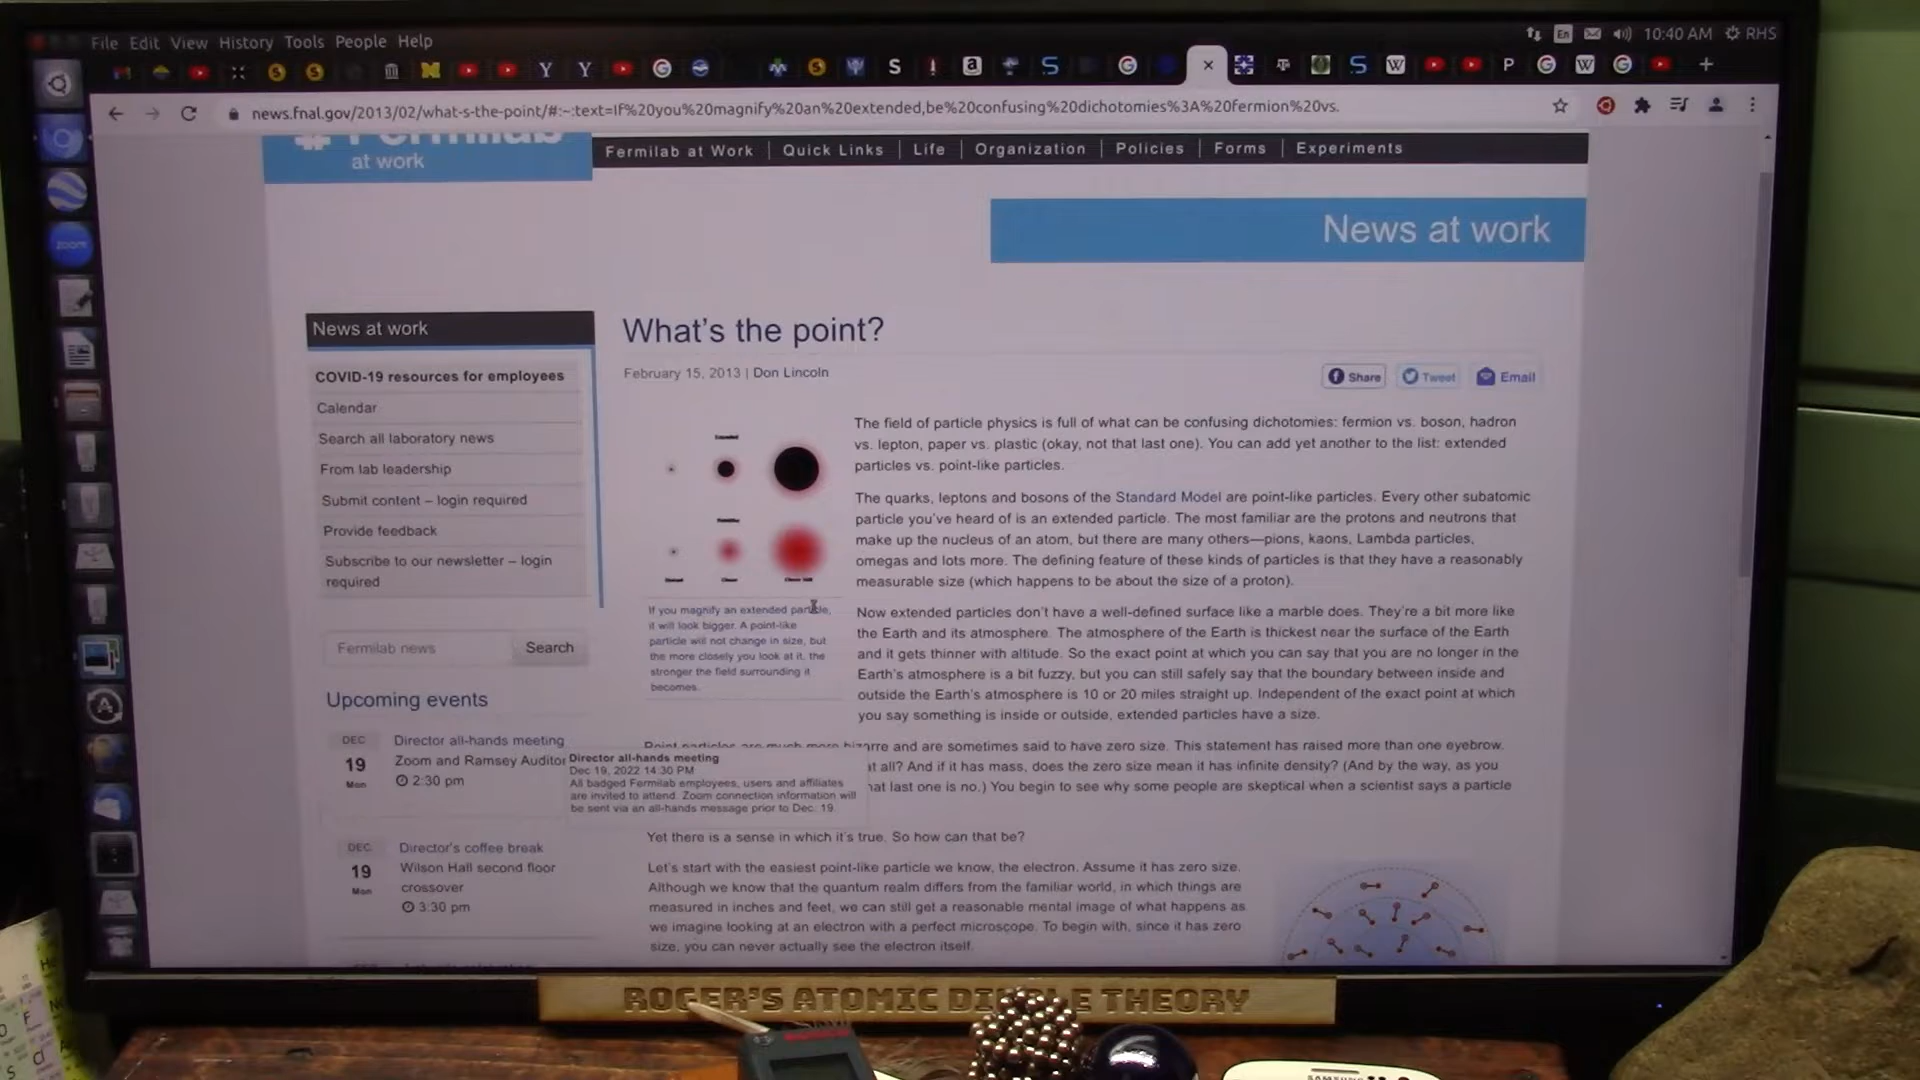 File Edit View History Tools People Help
En 10:40 AM RHS
news.fnal.gov/2013/02/what-s-the-point/#:~:text=If%20you%20magnify%20an%20extended,be%20confusing%20dichotomies%3A%20fermion%20vs.
Fermilab
at work
Fermilab at Work | Quick Links | Life | Organization | Policies | Forms | Experiments
News at work
News at work
COVID-19 resources for employees
Calendar
Search all laboratory news
From lab leadership
Submit content – login required
Provide feedback
Subscribe to our newsletter – login
required
Fermilab news Search
Upcoming events
DEC
19
Mon
Director all-hands meeting
Zoom and Ramsey Auditor
2:30 pm
Director all-hands meeting
Dec 19, 2022 14:30 PM
All badged Fermilab employees, users and affiliates
are invited to attend. Zoom connection information will
be sent via an all-hands message prior to Dec. 19.
DEC
19
Mon
Director's coffee break
Wilson Hall second floor
crossover
3:30 pm
What's the point?
February 15, 2013 | Don Lincoln
Share Tweet Email
If you magnify an extended particle,
it will look bigger. A point-like
particle will not change in size, but
the more closely you look at it, the
stronger the field surrounding it
becomes.
The field of particle physics is full of what can be confusing dichotomies: fermion vs. boson, hadron
vs. lepton, paper vs. plastic (okay, not that last one). You can add yet another to the list: extended
particles vs. point-like particles.
The quarks, leptons and bosons of the Standard Model are point-like particles. Every other subatomic
particle you've heard of is an extended particle. The most familiar are the protons and neutrons that
make up the nucleus of an atom, but there are many others—pions, kaons, Lambda particles,
omegas and lots more. The defining feature of these kinds of particles is that they have a reasonably
measurable size (which happens to be about the size of a proton).
Now extended particles don't have a well-defined surface like a marble does. They're a bit more like
the Earth and its atmosphere. The atmosphere of the Earth is thickest near the surface of the Earth
and it gets thinner with altitude. So the exact point at which you can say that you are no longer in the
Earth's atmosphere is a bit fuzzy, but you can still safely say that the boundary between inside and
outside the Earth's atmosphere is 10 or 20 miles straight up. Independent of the exact point at which
you say something is inside or outside, extended particles have a size.
Point particles are much more bizarre and are sometimes said to have zero size. This statement has raised more than one eyebrow.
at all? And if it has mass, does the zero size mean it has infinite density? (And by the way, as you
hat last one is no.) You begin to see why some people are skeptical when a scientist says a particle
Yet there is a sense in which it's true. So how can that be?
Let's start with the easiest point-like particle we know, the electron. Assume it has zero size.
Although we know that the quantum realm differs from the familiar world, in which things are
measured in inches and feet, we can still get a reasonable mental image of what happens as
we imagine looking at an electron with a perfect microscope. To begin with, since it has zero
size, you can never actually see the electron itself.
zoom
ROGER'S ATOMIC DI LE THEORY
SAMSUNG